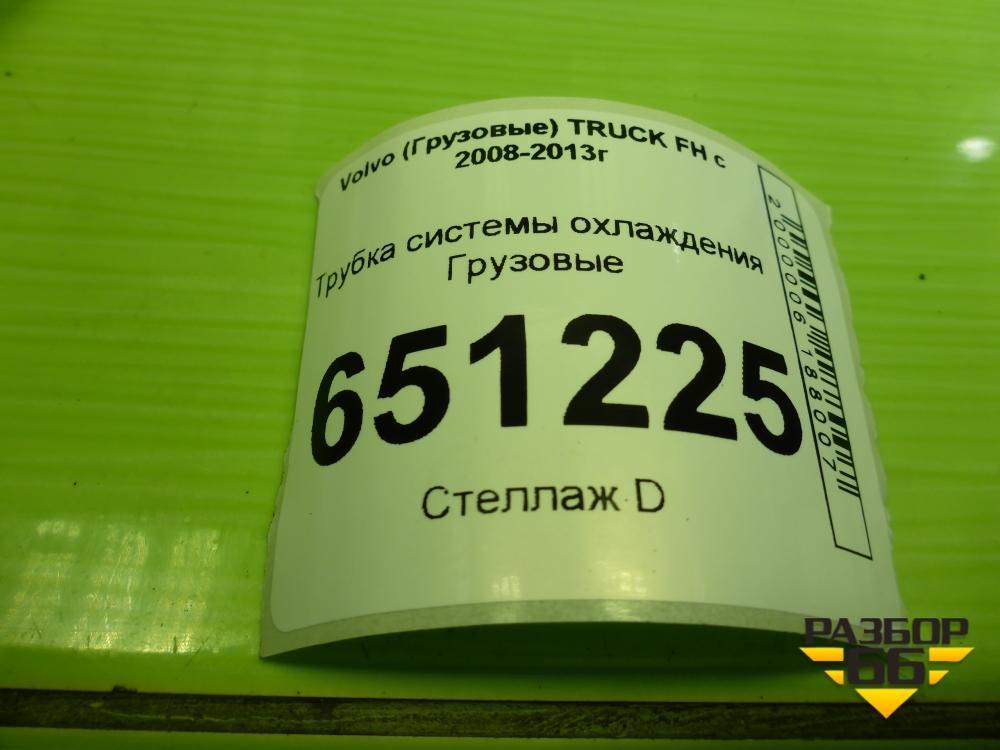 Volvo (Грузовые) TRUCK FH с
2008-2013г
Трубка системы охлаждения
Грузовые
651225
Стеллаж D
2000006188007
РАЗБОР
66